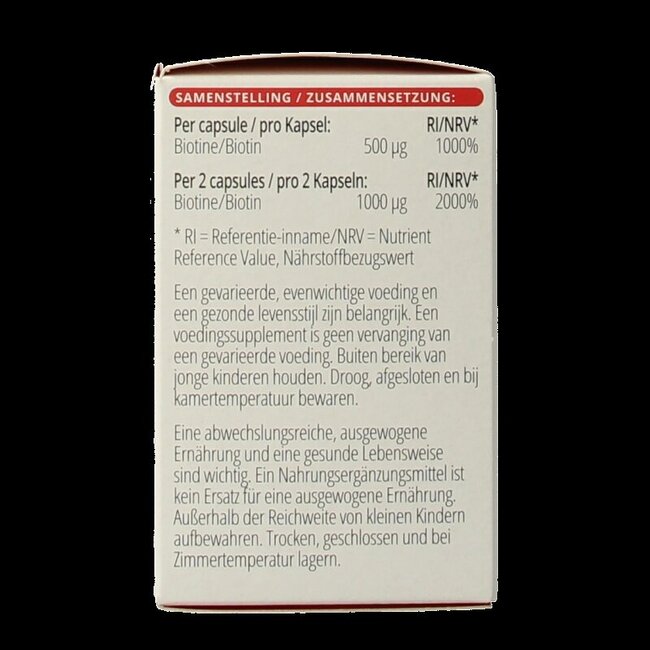 SAMENSTELLING / ZUSAMMENSETZUNG:
Per capsule / pro Kapsel: RI/NRV*
Biotine/Biotin 500 µg 1000%
Per 2 capsules / pro 2 Kapseln: RI/NRV*
Biotine/Biotin 1000 µg 2000%
* RI = Referentie-inname/NRV = Nutrient
Reference Value, Nährstoffbezugswert
Een gevarieerde, evenwichtige voeding en
een gezonde levensstijl zijn belangrijk. Een
voedingssupplement is geen vervanging van
een gevarieerde voeding. Buiten bereik van
jonge kinderen houden. Droog, afgesloten en bij
kamertemperatuur bewaren.
Eine abwechslungsreiche, ausgewogene
Ernährung und eine gesunde Lebensweise
sind wichtig. Ein Nahrungsergänzungsmittel ist
kein Ersatz für eine ausgewogene Ernährung.
Außerhalb der Reichweite von kleinen Kindern
aufbewahren. Trocken, geschlossen und bei
Zimmertemperatur lagern.